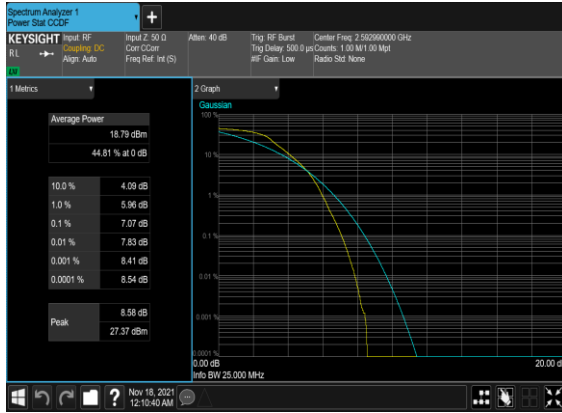 Spectrum Analyzer 1
Power Stat CCDF
+
KEYSIGHT
RL
LXI
Input: RF
Coupling: DC
Align: Auto
Input Z: 50 Ω
Corr CCorr
Freq Ref: Int (S)
Atten: 40 dB
Trig: RF Burst
Trig Delay: 500.0 µs
#IF Gain: Low
Center Freq: 2.592990000 GHz
Counts: 1.00 M/1.00 Mpt
Radio Std: None
1 Metrics
Average Power
18.79 dBm
44.81 % at 0 dB
10.0 % 4.09 dB
1.0 % 5.96 dB
0.1 % 7.07 dB
0.01 % 7.83 dB
0.001 % 8.41 dB
0.0001 % 8.54 dB
Peak
8.58 dB
27.37 dBm
2 Graph
Gaussian
100 %
10 %
1 %
0.1 %
0.01 %
0.001 %
0.0001 %
0.00 dB
20.00 dB
Info BW 25.000 MHz
?
Nov 18, 2021
12:10:40 AM